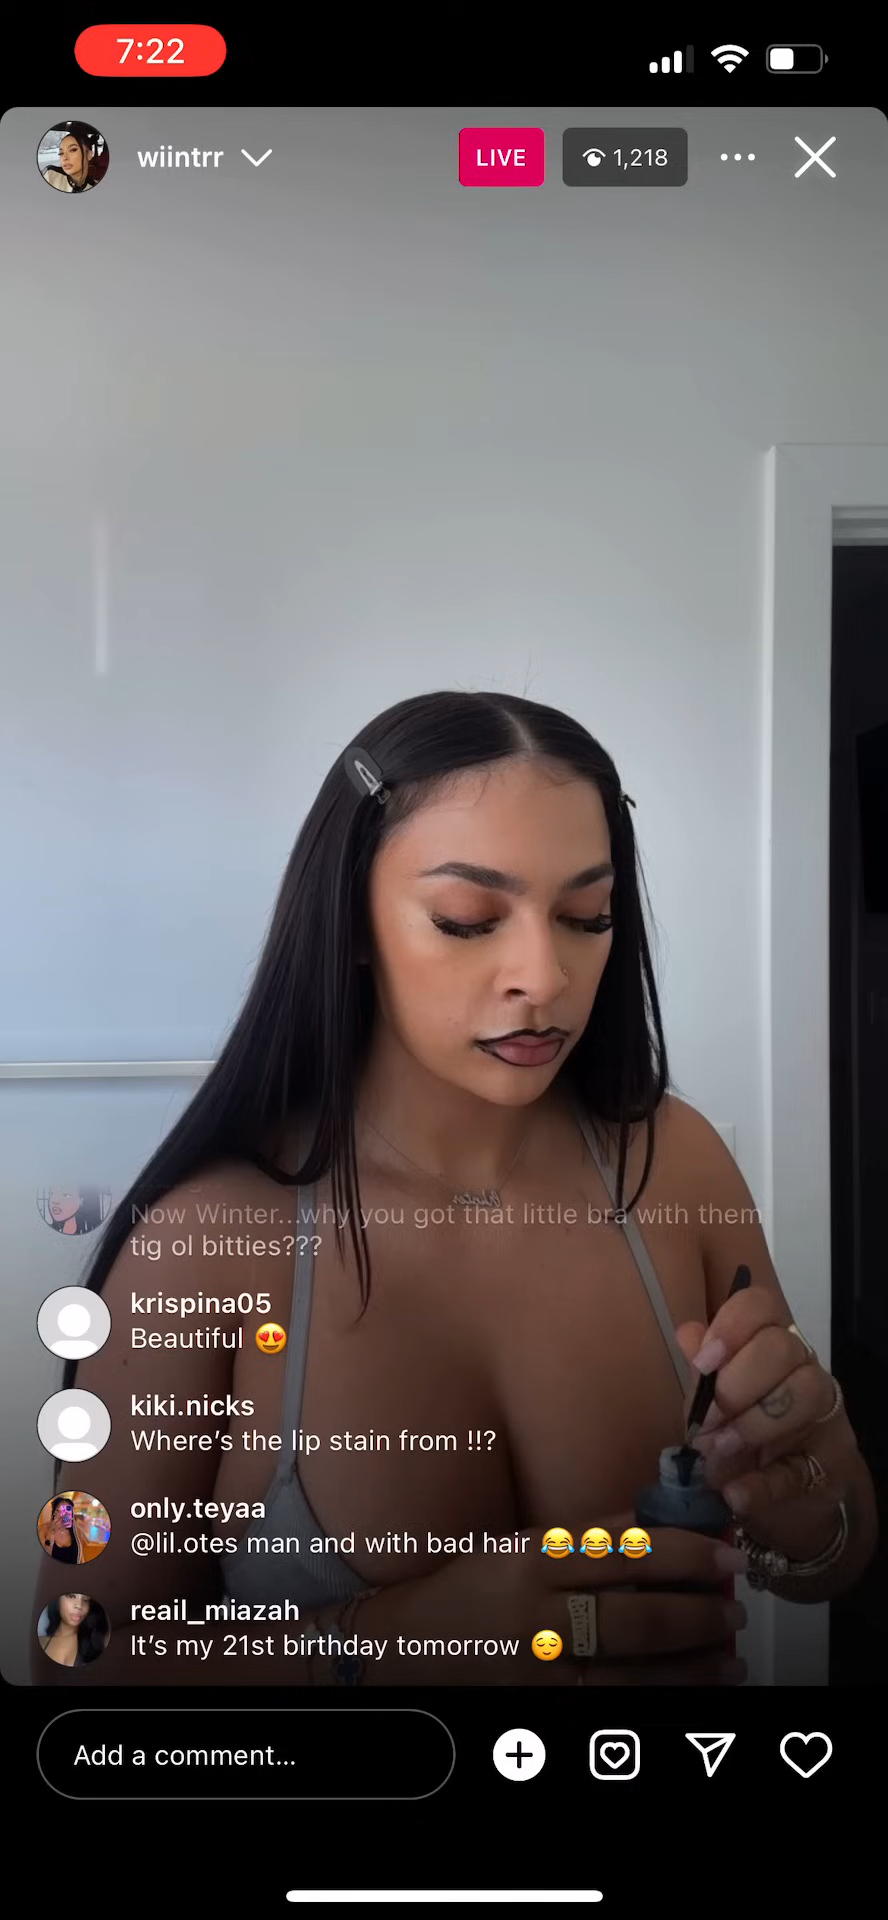 7:22
wiintrr
LIVE
1,218
Now Winter...why you got that little bra with them
tig ol bitties???
krispina05
Beautiful 😍
kiki.nicks
Where's the lip stain from !!?
only.teyaa
@lil.otes man and with bad hair 😂😂😂
reail_miazah
It's my 21st birthday tomorrow 😌
Add a comment...